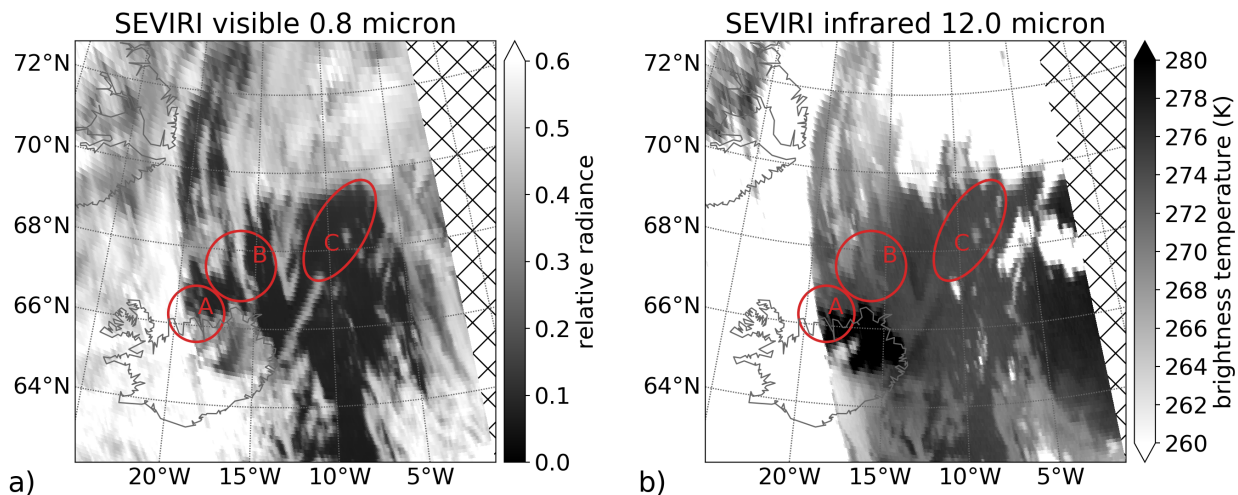 SEVIRI visible 0.8 micron
72°N
70°N
68°N
66°N
64°N
20°W 15°W 10°W 5°W
A
B
C
0.6
0.5
0.4
0.3
0.2
0.1
0.0
relative radiance
a)
SEVIRI infrared 12.0 micron
72°N
70°N
68°N
66°N
64°N
20°W 15°W 10°W 5°W
A
B
C
280
278
276
274
272
270
268
266
264
262
260
brightness temperature (K)
b)